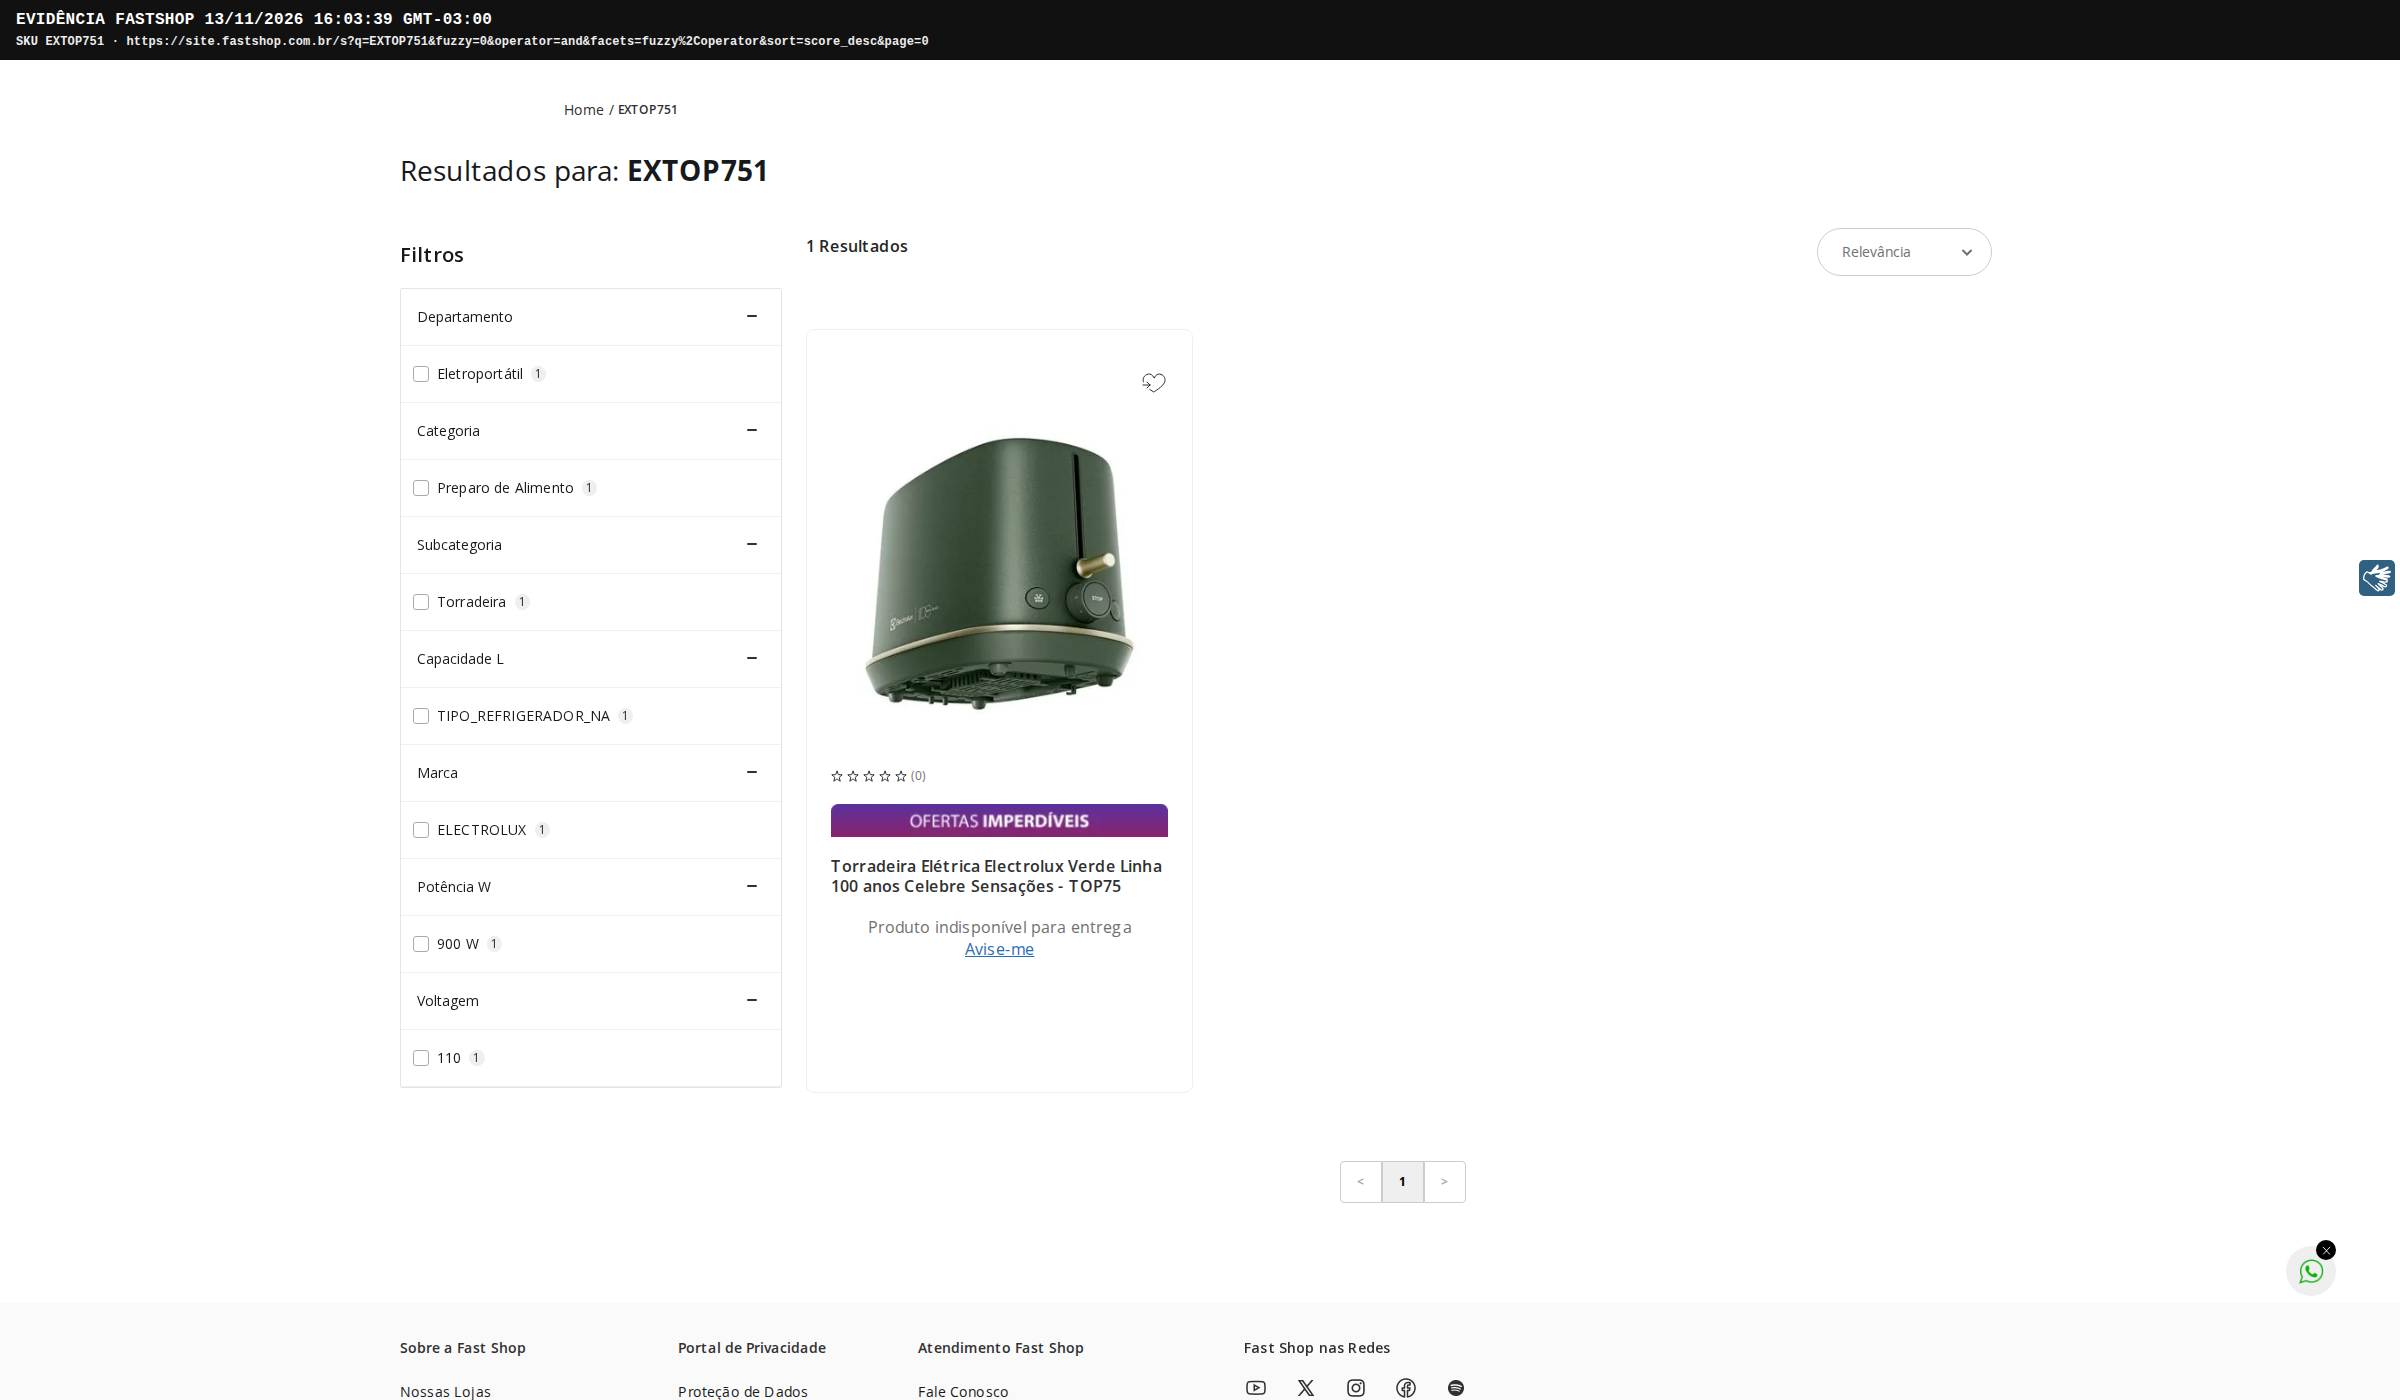 EVIDÊNCIA FASTSHOP 13/11/2026 16:03:39 GMT-03:00
SKU EXTOP751 · https://site.fastshop.com.br/s?q=EXTOP751&fuzzy=0&operator=and&facets=fuzzy%2Coperator&sort=score_desc&page=0
Home / EXTOP751
Resultados para: EXTOP751
Filtros
1 Resultados
Relevância
Departamento
Eletroportátil 1
Categoria
Preparo de Alimento 1
Subcategoria
Torradeira 1
Capacidade L
TIPO_REFRIGERADOR_NA 1
Marca
ELECTROLUX 1
Potência W
900 W 1
Voltagem
110 1
STOP
Electrolux
(0)
OFERTAS IMPERDÍVEIS
Torradeira Elétrica Electrolux Verde Linha
100 anos Celebre Sensações - TOP75
Produto indisponível para entrega
Avise-me
< 1 >
Sobre a Fast Shop
Nossas Lojas
Portal de Privacidade
Proteção de Dados
Atendimento Fast Shop
Fale Conosco
Fast Shop nas Redes